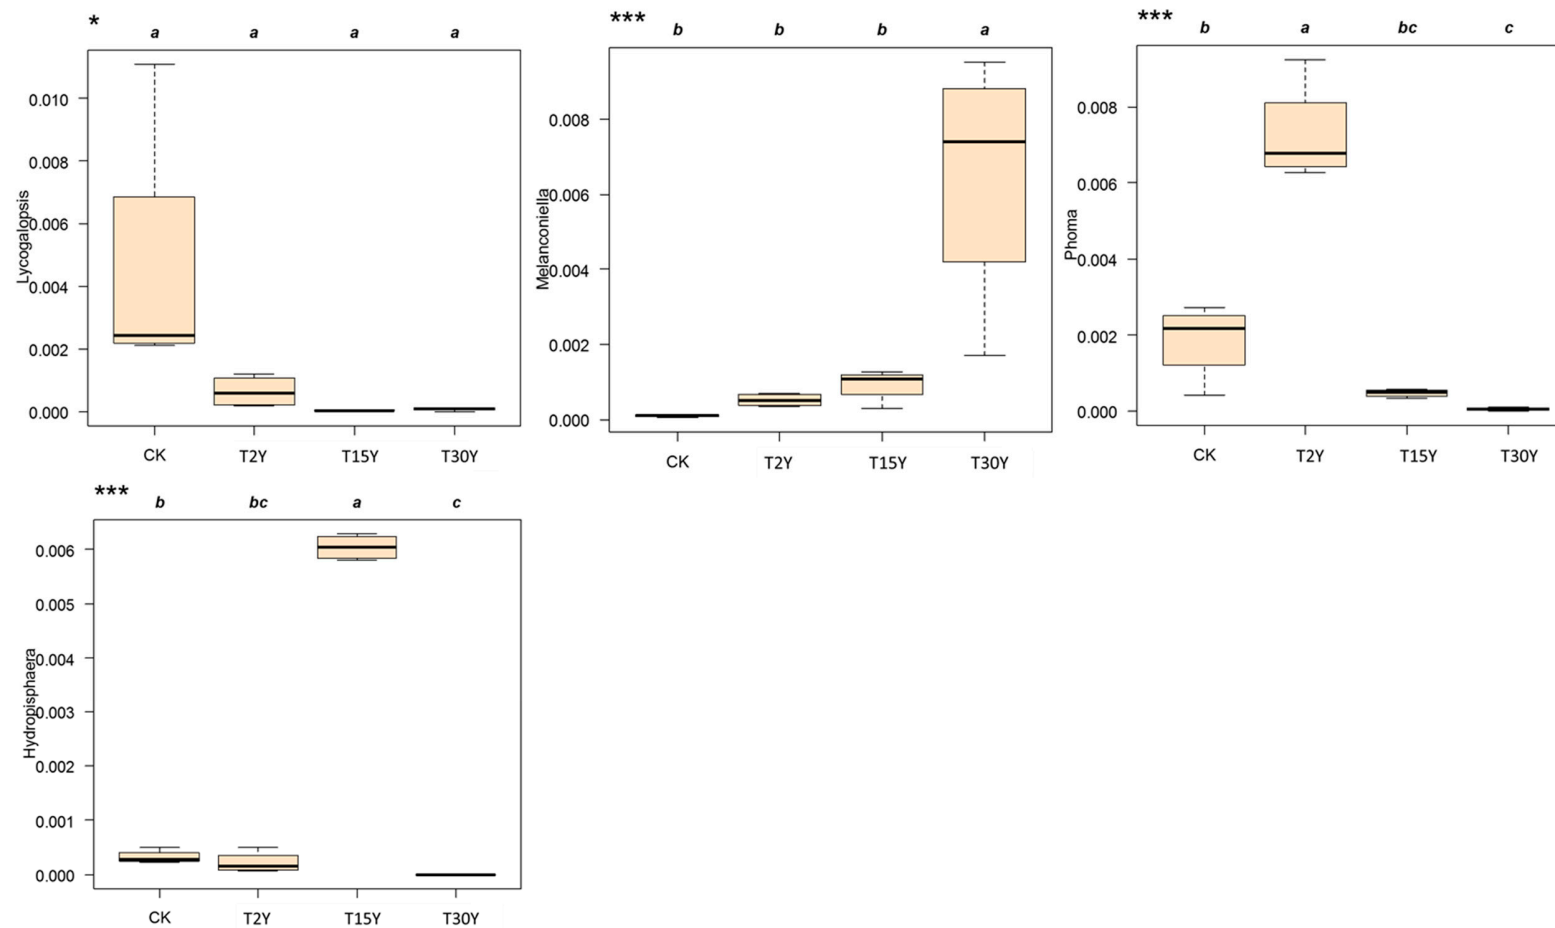 * a a a a
Lycogalopsis
0.010
0.008
0.006
0.004
0.002
0.000
CK T2Y T15Y T30Y
*** b b b a
Melanconiella
0.008
0.006
0.004
0.002
0.000
CK T2Y T15Y T30Y
*** b a bc c
Phoma
0.008
0.006
0.004
0.002
0.000
CK T2Y T15Y T30Y
*** b bc a c
Hydropisphaera
0.006
0.005
0.004
0.003
0.002
0.001
0.000
CK T2Y T15Y T30Y